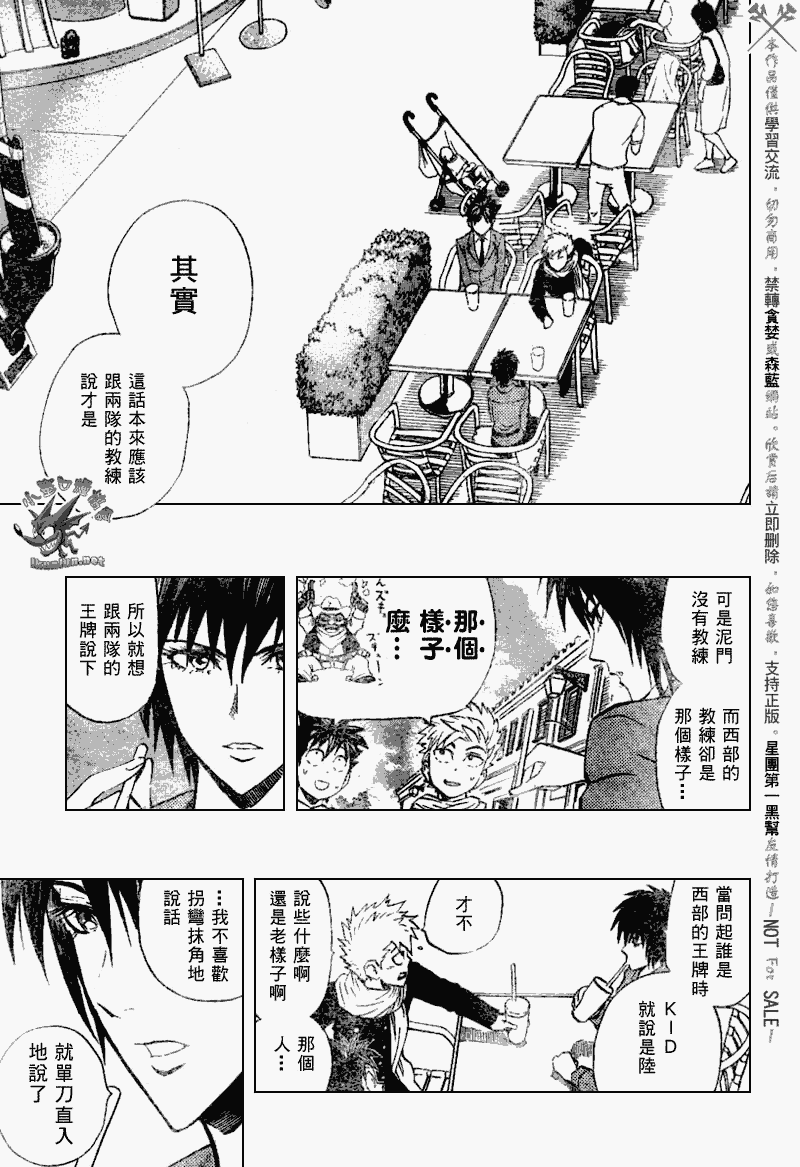 其實
這話本來應該
跟兩隊的教練
說才是
可是泥門
沒有教練
而西部的
教練卻是
那個樣子…
那個
樣子
麼…
所以就想
跟兩隊的
王牌說下
當問起誰是
西部的王牌時
KID
就說是陸
才不
說些什麼啊
還是老樣子啊
那個
人…
…我不喜歡
拐彎抹角地
說話
就單刀直入
地說了
本作品僅供學習交流。切勿商用。禁轉貪婪或森藍網站。欣賞后請立即刪除。如您喜歡。支持正版。星團第一黑幫友情打造—NOT For SALE—